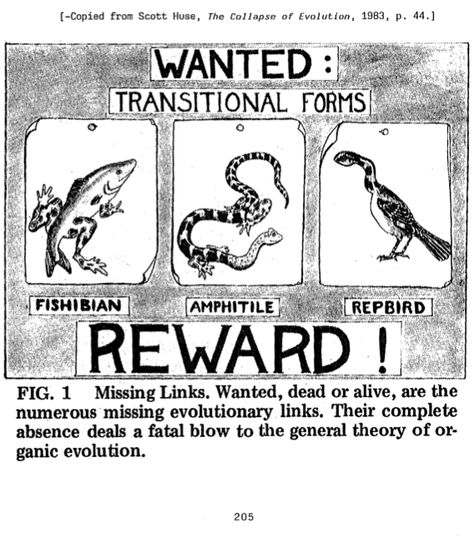 [-Copied from Scott Huse, The Collapse of Evolution, 1983, p. 44.]
WANTED:
TRANSITIONAL FORMS
FISHIBIAN
AMPHITILE
REPBIRD
REWARD!
FIG. 1 Missing Links. Wanted, dead or alive, are the
numerous missing evolutionary links. Their complete
absence deals a fatal blow to the general theory of or-
ganic evolution.
205